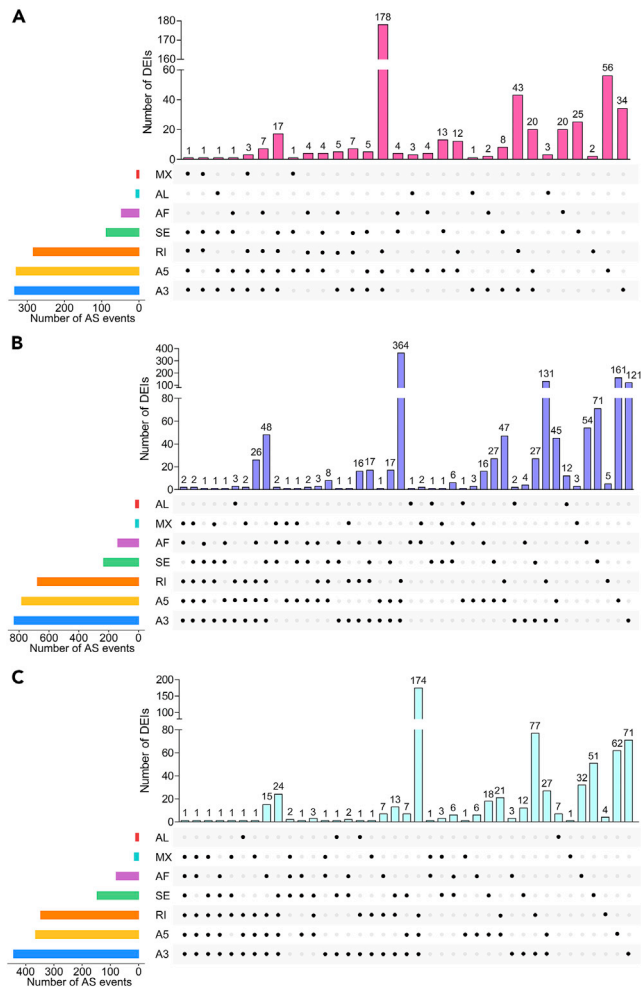 A
178
180
170
160
60
40
20
0
Number of DEIs
1 1 1 1 3 7 17 1 4 4 5 7 5 4 3 4 13 12 1 2 8 43 20 3 20 25 2 56 34
MX
AL
AF
SE
RI
A5
A3
300 200 100 0
Number of AS events
B
364
400
300
200
100
80
60
40
20
0
Number of DEIs
2 2 1 1 1 3 2 26 48 2 1 1 2 3 8 1 1 16 17 1 17 1 2 1 1 6 1 3 16 27 47 2 4 27 131 45 12 3 54 71 5 161 121
AL
MX
AF
SE
RI
A5
A3
800 600 400 200 0
Number of AS events
C
174
200
150
100
80
60
40
20
0
Number of DEIs
1 1 1 1 1 1 1 15 24 2 1 3 1 1 2 1 1 7 13 7 1 3 6 1 6 18 21 3 12 77 27 7 1 32 51 4 62 71
AL
MX
AF
SE
RI
A5
A3
400 300 200 100 0
Number of AS events